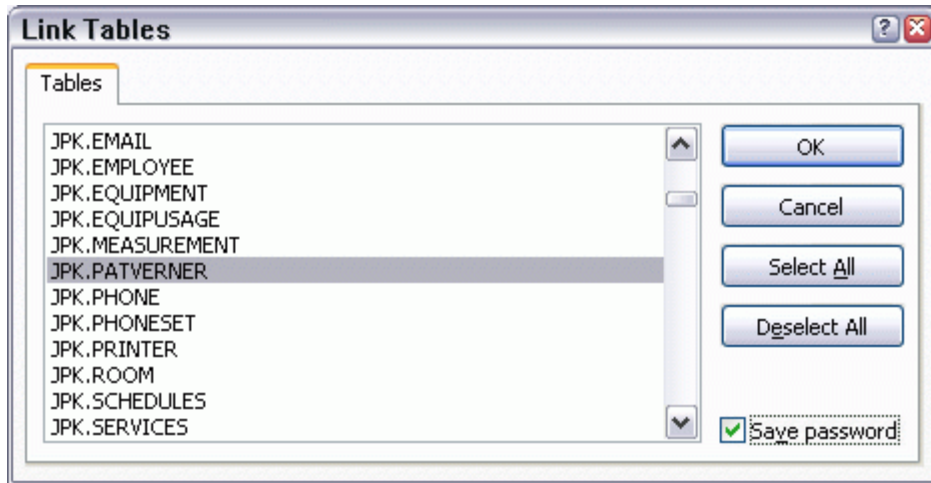 Link Tables
Tables
JPK.EMAIL
JPK.EMPLOYEE
JPK.EQUIPMENT
JPK.EQUIPUSAGE
JPK.MEASUREMENT
JPK.PATVERNER
JPK.PHONE
JPK.PHONESET
JPK.PRINTER
JPK.ROOM
JPK.SCHEDULES
JPK.SERVICES
OK
Cancel
Select All
Deselect All
Save password